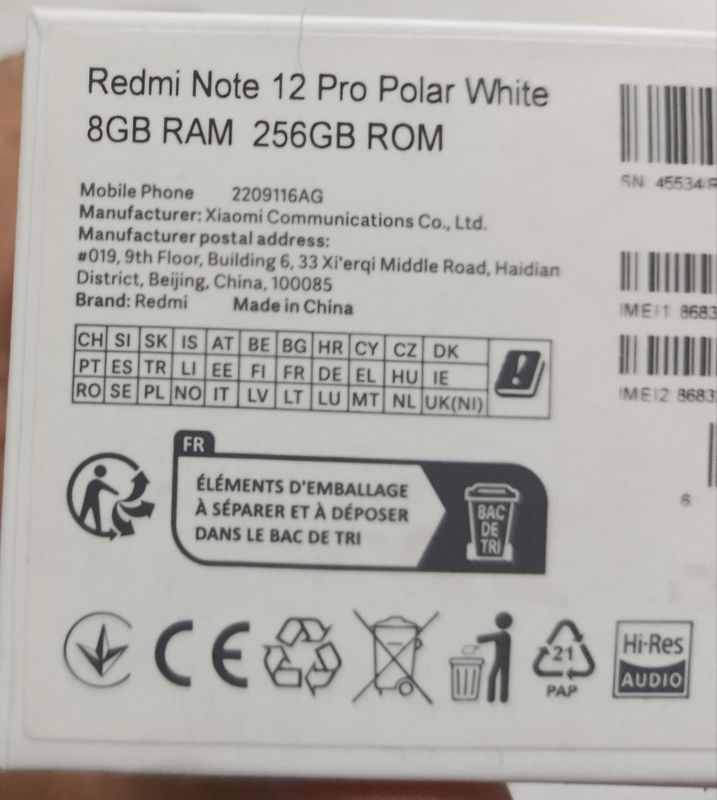 Redmi Note 12 Pro Polar White
8GB RAM 256GB ROM
Mobile Phone 2209116AG
Manufacturer: Xiaomi Communications Co., Ltd.
Manufacturer postal address:
#019, 9th Floor, Building 6, 33 Xi'erqi Middle Road, Haidian
District, Beijing, China, 100085
Brand: Redmi Made in China
CH SI SK IS AT BE BG HR CY CZ DK
PT ES TR LI EE FI FR DE EL HU IE
RO SE PL NO IT LV LT LU MT NL UK(NI)
FR
ÉLÉMENTS D'EMBALLAGE
À SÉPARER ET À DÉPOSER
DANS LE BAC DE TRI
BAC
DE
TRI
CE
21
PAP
Hi-Res
AUDIO
SN 45534
IMEI1 8683
IMEI2 8683
6